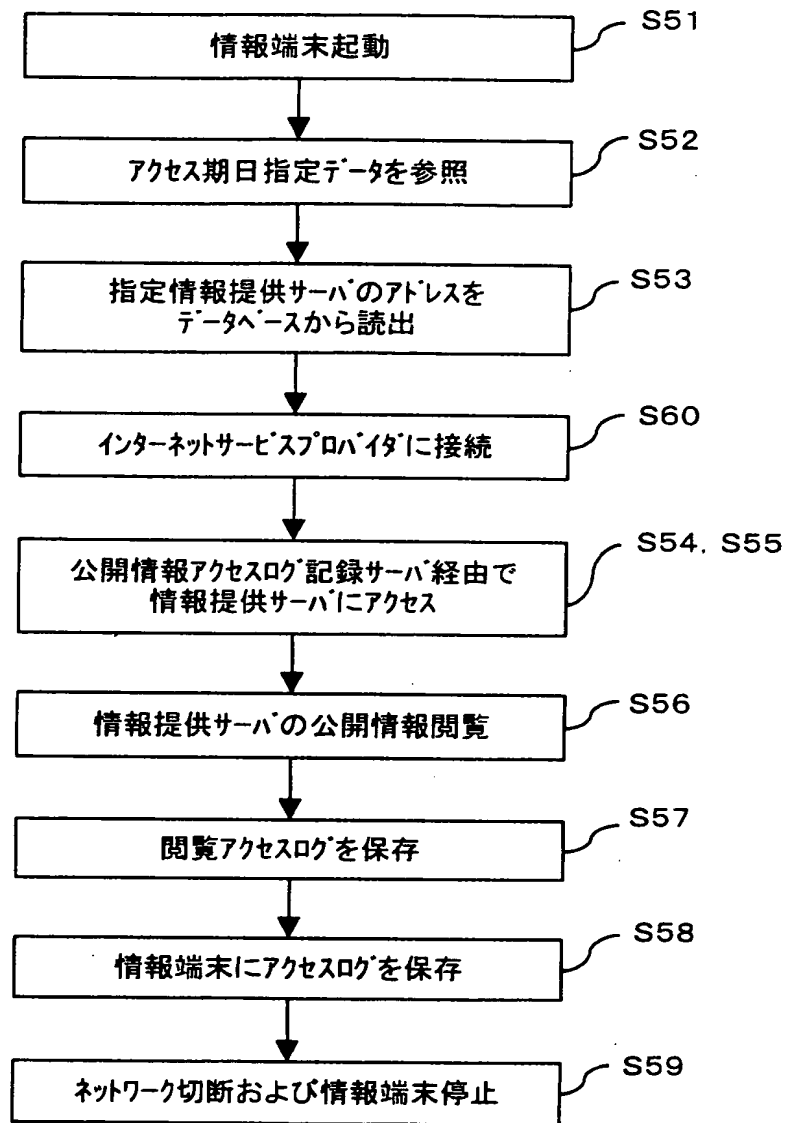 情報端末起動
S51
アクセス期日指定データを参照
S52
指定情報提供サーバのアドレスを
データベースから読出
S53
インターネットサービスプロバイダに接続
S60
公開情報アクセスログ記録サーバ経由で
情報提供サーバにアクセス
S54, S55
情報提供サーバの公開情報閲覧
S56
閲覧アクセスログを保存
S57
情報端末にアクセスログを保存
S58
ネットワーク切断および情報端末停止
S59